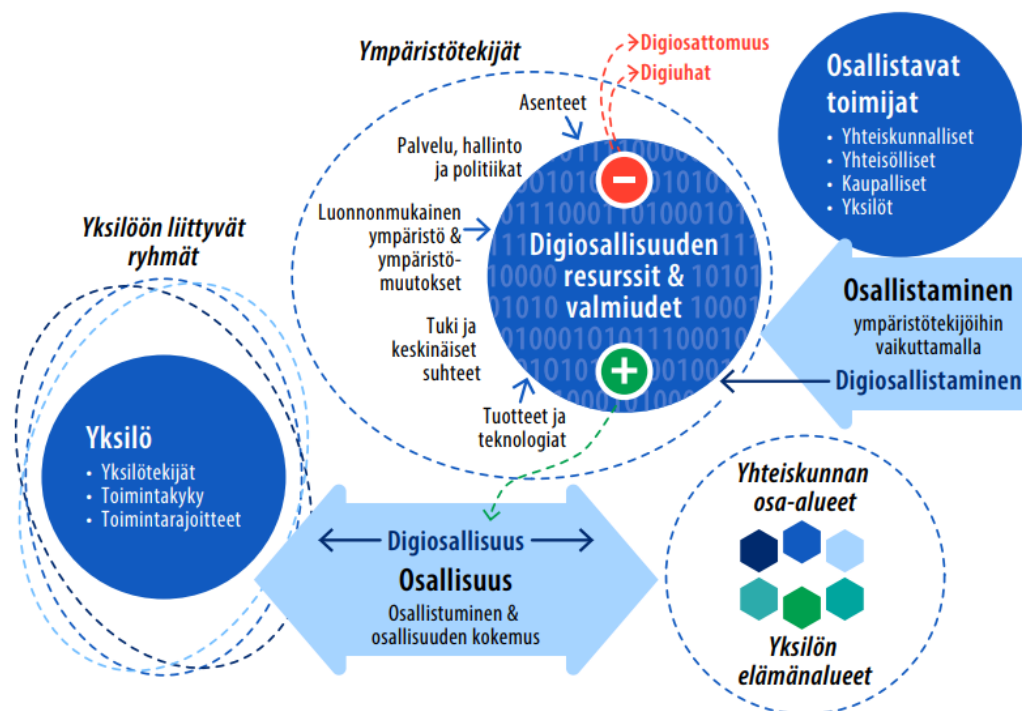 Ympäristötekijät
Digiosattomuus
Digiuhat
Asenteet
Palvelu, hallinto
ja politiikat
Luonnonmukainen
ympäristö &
ympäristö-
muutokset
Tuki ja
keskinäiset
suhteet
Tuotteet ja
teknologiat
Digiosallisuuden
resurssit &
valmiudet
Osallistavat
toimijat
• Yhteiskunnalliset
• Yhteisölliset
• Kaupalliset
• Yksilöt
Osallistaminen
ympäristötekijöihin
vaikuttamalla
Digiosallistaminen
Yksilöön liittyvät
ryhmät
Yksilö
• Yksilötekijät
• Toimintakyky
• Toimintarajoitteet
Digiosallisuus
Osallisuus
Osallistuminen &
osallisuuden kokemus
Yhteiskunnan
osa-alueet
Yksilön
elämänalueet